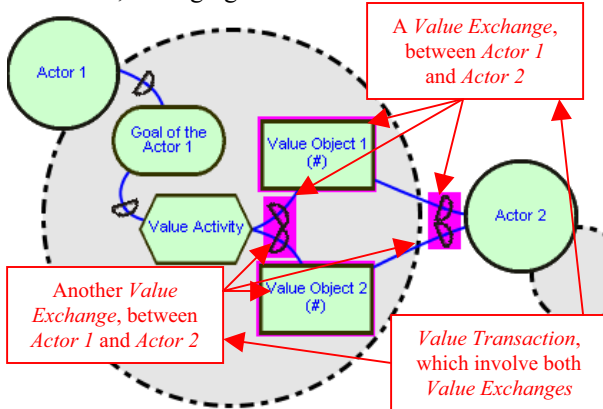 A Value Exchange,
between Actor 1
and Actor 2
Actor 1
Goal of the
Actor 1
Value Object 1
(#)
Value Activity
Actor 2
Value Object 2
(#)
Another Value
Exchange, between
Actor 1 and Actor 2
Value Transaction,
which involve both
Value Exchanges